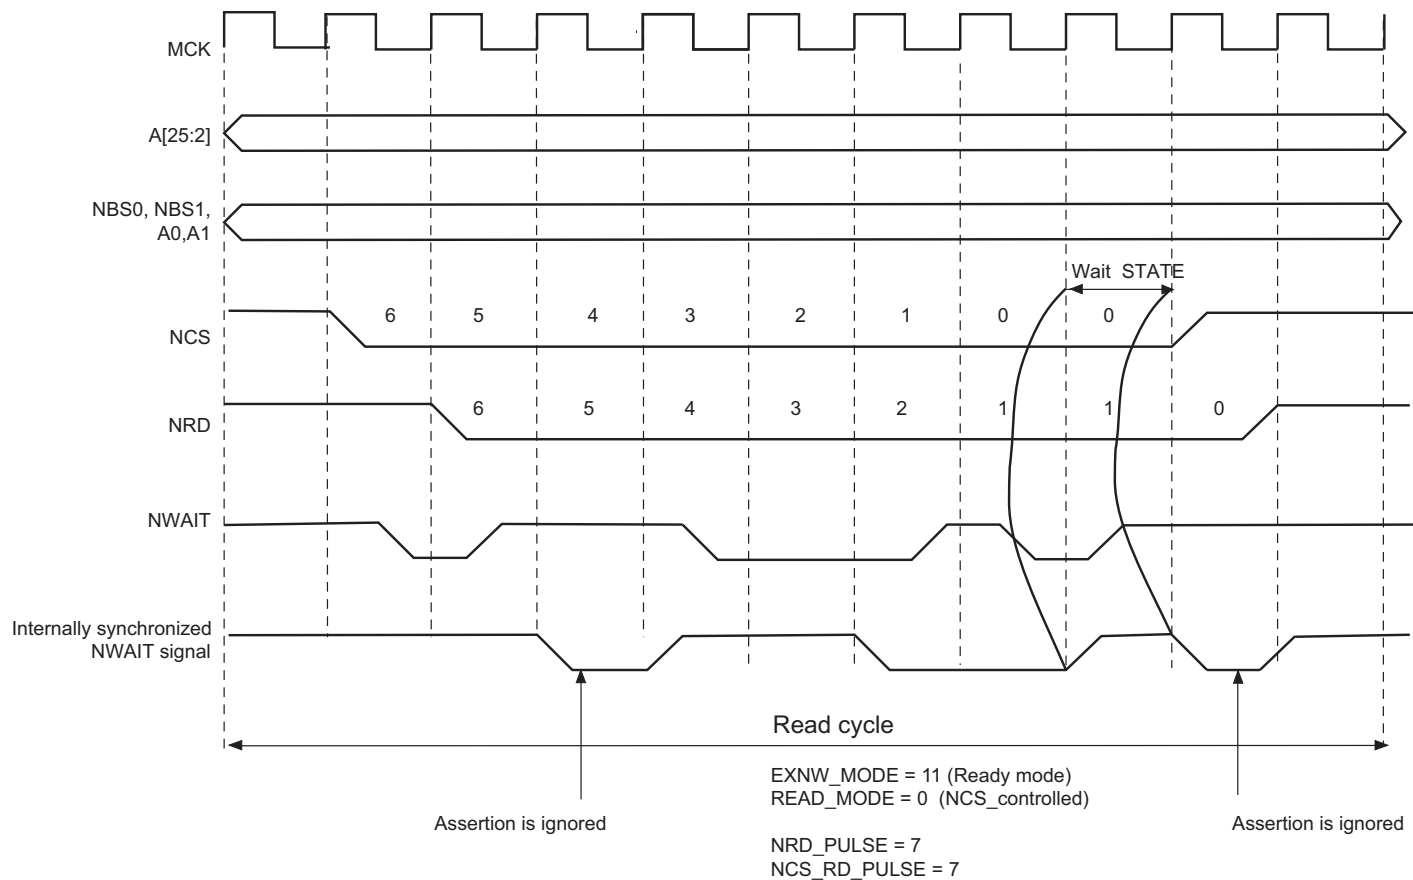 MCK
A[25:2]
NBS0, NBS1,
A0,A1
Wait STATE
NCS
6 5 4 3 2 1 0 0
NRD
6 5 4 3 2 1 1 0
NWAIT
Internally synchronized
NWAIT signal
Read cycle
EXNW_MODE = 11 (Ready mode)
READ_MODE = 0 (NCS_controlled)
Assertion is ignored
Assertion is ignored
NRD_PULSE = 7
NCS_RD_PULSE = 7